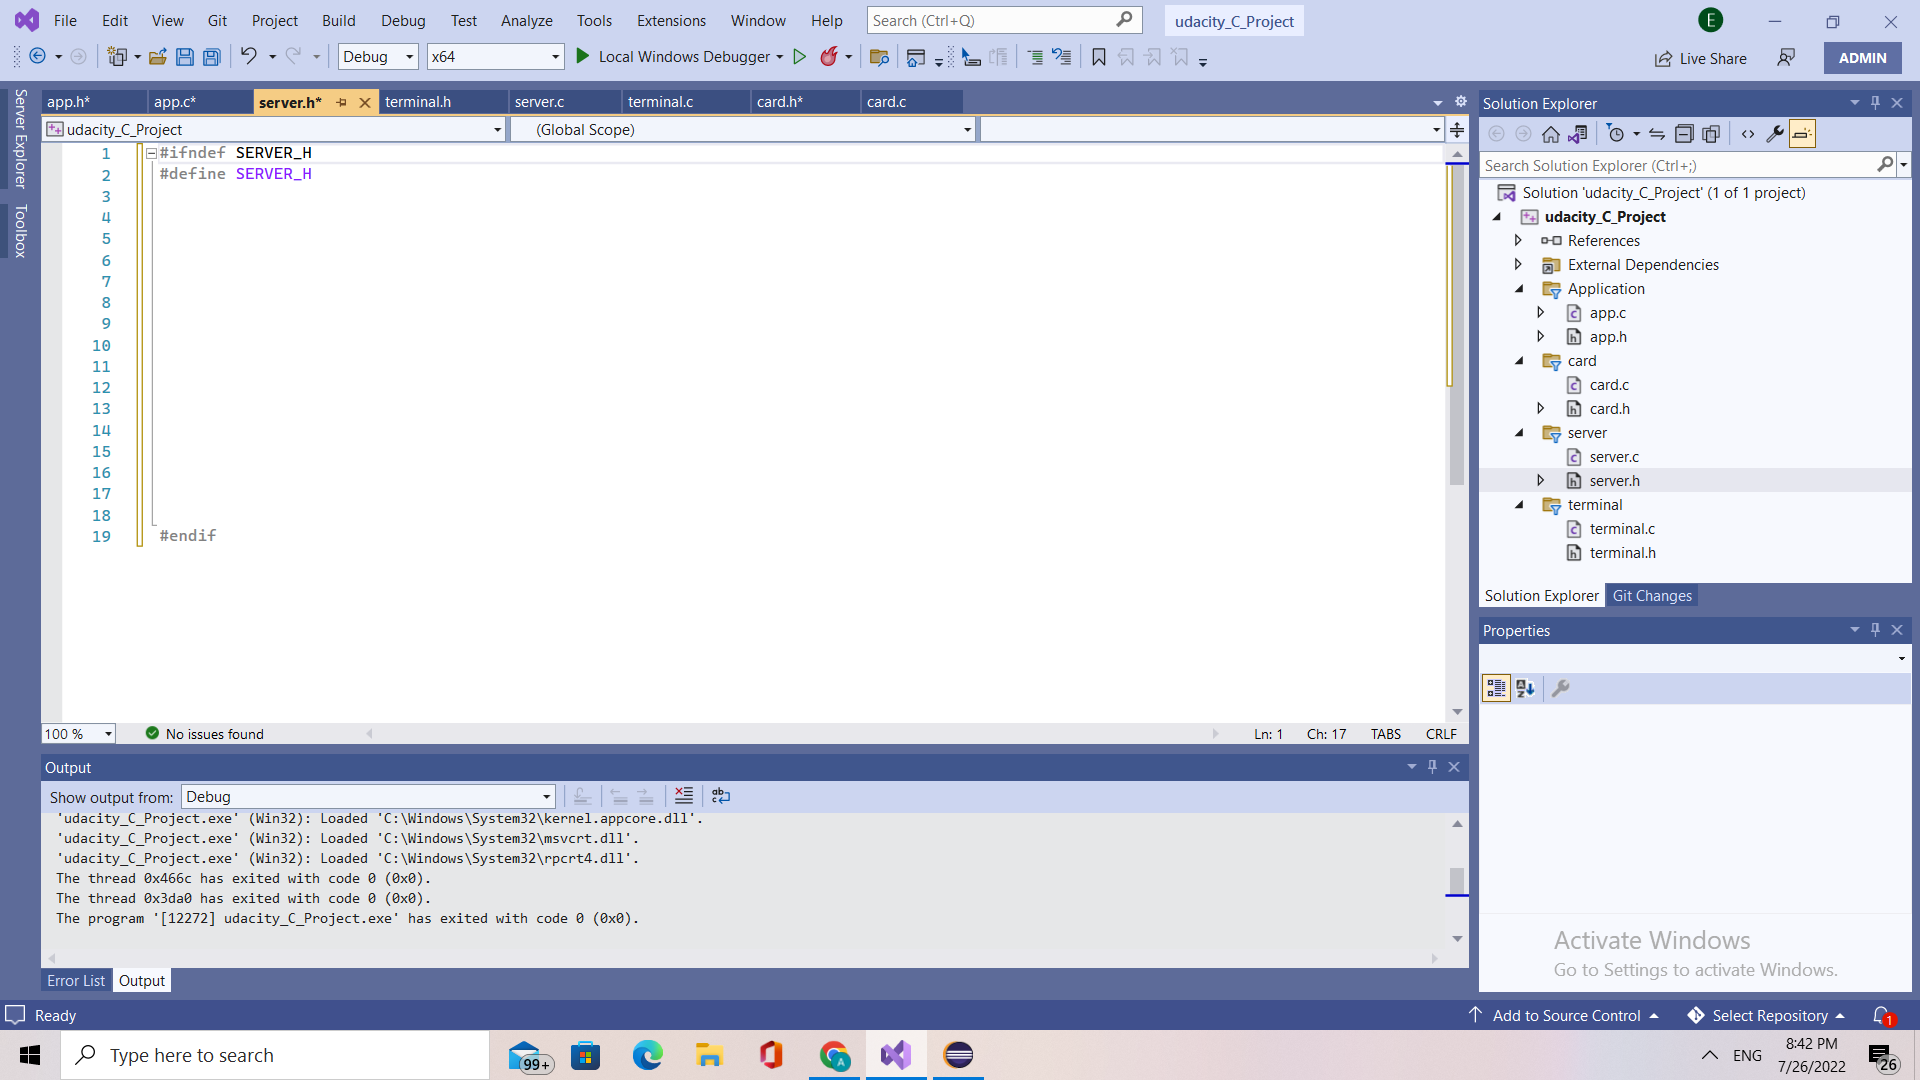 File Edit View Git Project Build Debug Test Analyze Tools Extensions Window Help Search (Ctrl+Q) udacity_C_Project E
Debug x64 Local Windows Debugger Live Share ADMIN
Server Explorer
Toolbox
app.h* app.c* server.h* terminal.h server.c terminal.c card.h* card.c
udacity_C_Project (Global Scope)
1 #ifndef SERVER_H
2 #define SERVER_H
3
4
5
6
7
8
9
10
11
12
13
14
15
16
17
18
19 #endif
100 % No issues found Ln: 1 Ch: 17 TABS CRLF
Output
Show output from: Debug
'udacity_C_Project.exe' (Win32): Loaded 'C:\Windows\System32\kernel.appcore.dll'.
'udacity_C_Project.exe' (Win32): Loaded 'C:\Windows\System32\msvcrt.dll'.
'udacity_C_Project.exe' (Win32): Loaded 'C:\Windows\System32\rpcrt4.dll'.
The thread 0x466c has exited with code 0 (0x0).
The thread 0x3da0 has exited with code 0 (0x0).
The program '[12272] udacity_C_Project.exe' has exited with code 0 (0x0).
Error List Output
Solution Explorer
Search Solution Explorer (Ctrl+;)
Solution 'udacity_C_Project' (1 of 1 project)
udacity_C_Project
References
External Dependencies
Application
app.c
app.h
card
card.c
card.h
server
server.c
server.h
terminal
terminal.c
terminal.h
Solution Explorer Git Changes
Properties
Activate Windows
Go to Settings to activate Windows.
Ready Add to Source Control Select Repository 1
Type here to search 99+ A ENG 8:42 PM
7/26/2022 26